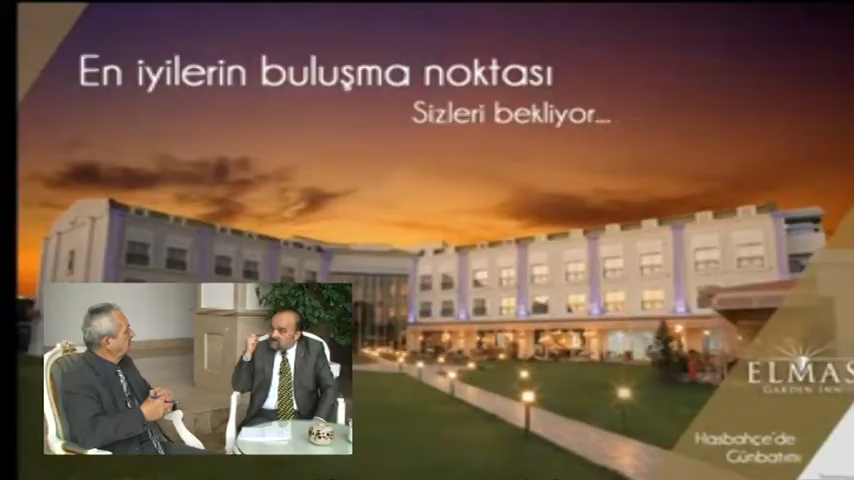 En iyilerin buluşma noktası
Sizleri bekliyor...
ELMAS
GARDEN INN
Hasbahçe'de
Günbatımı